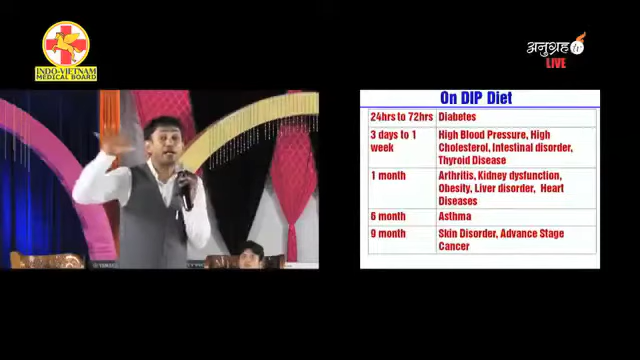 INDO-VIETNAM
MEDICAL BOARD
अनुग्रह tv
LIVE
On DIP Diet
24hrs to 72hrs Diabetes
3 days to 1 week High Blood Pressure, High
Cholesterol, Intestinal disorder,
Thyroid Disease
1 month Arthritis, Kidney dysfunction,
Obesity, Liver disorder, Heart
Diseases
6 month Asthma
9 month Skin Disorder, Advance Stage
Cancer
YAMAHA